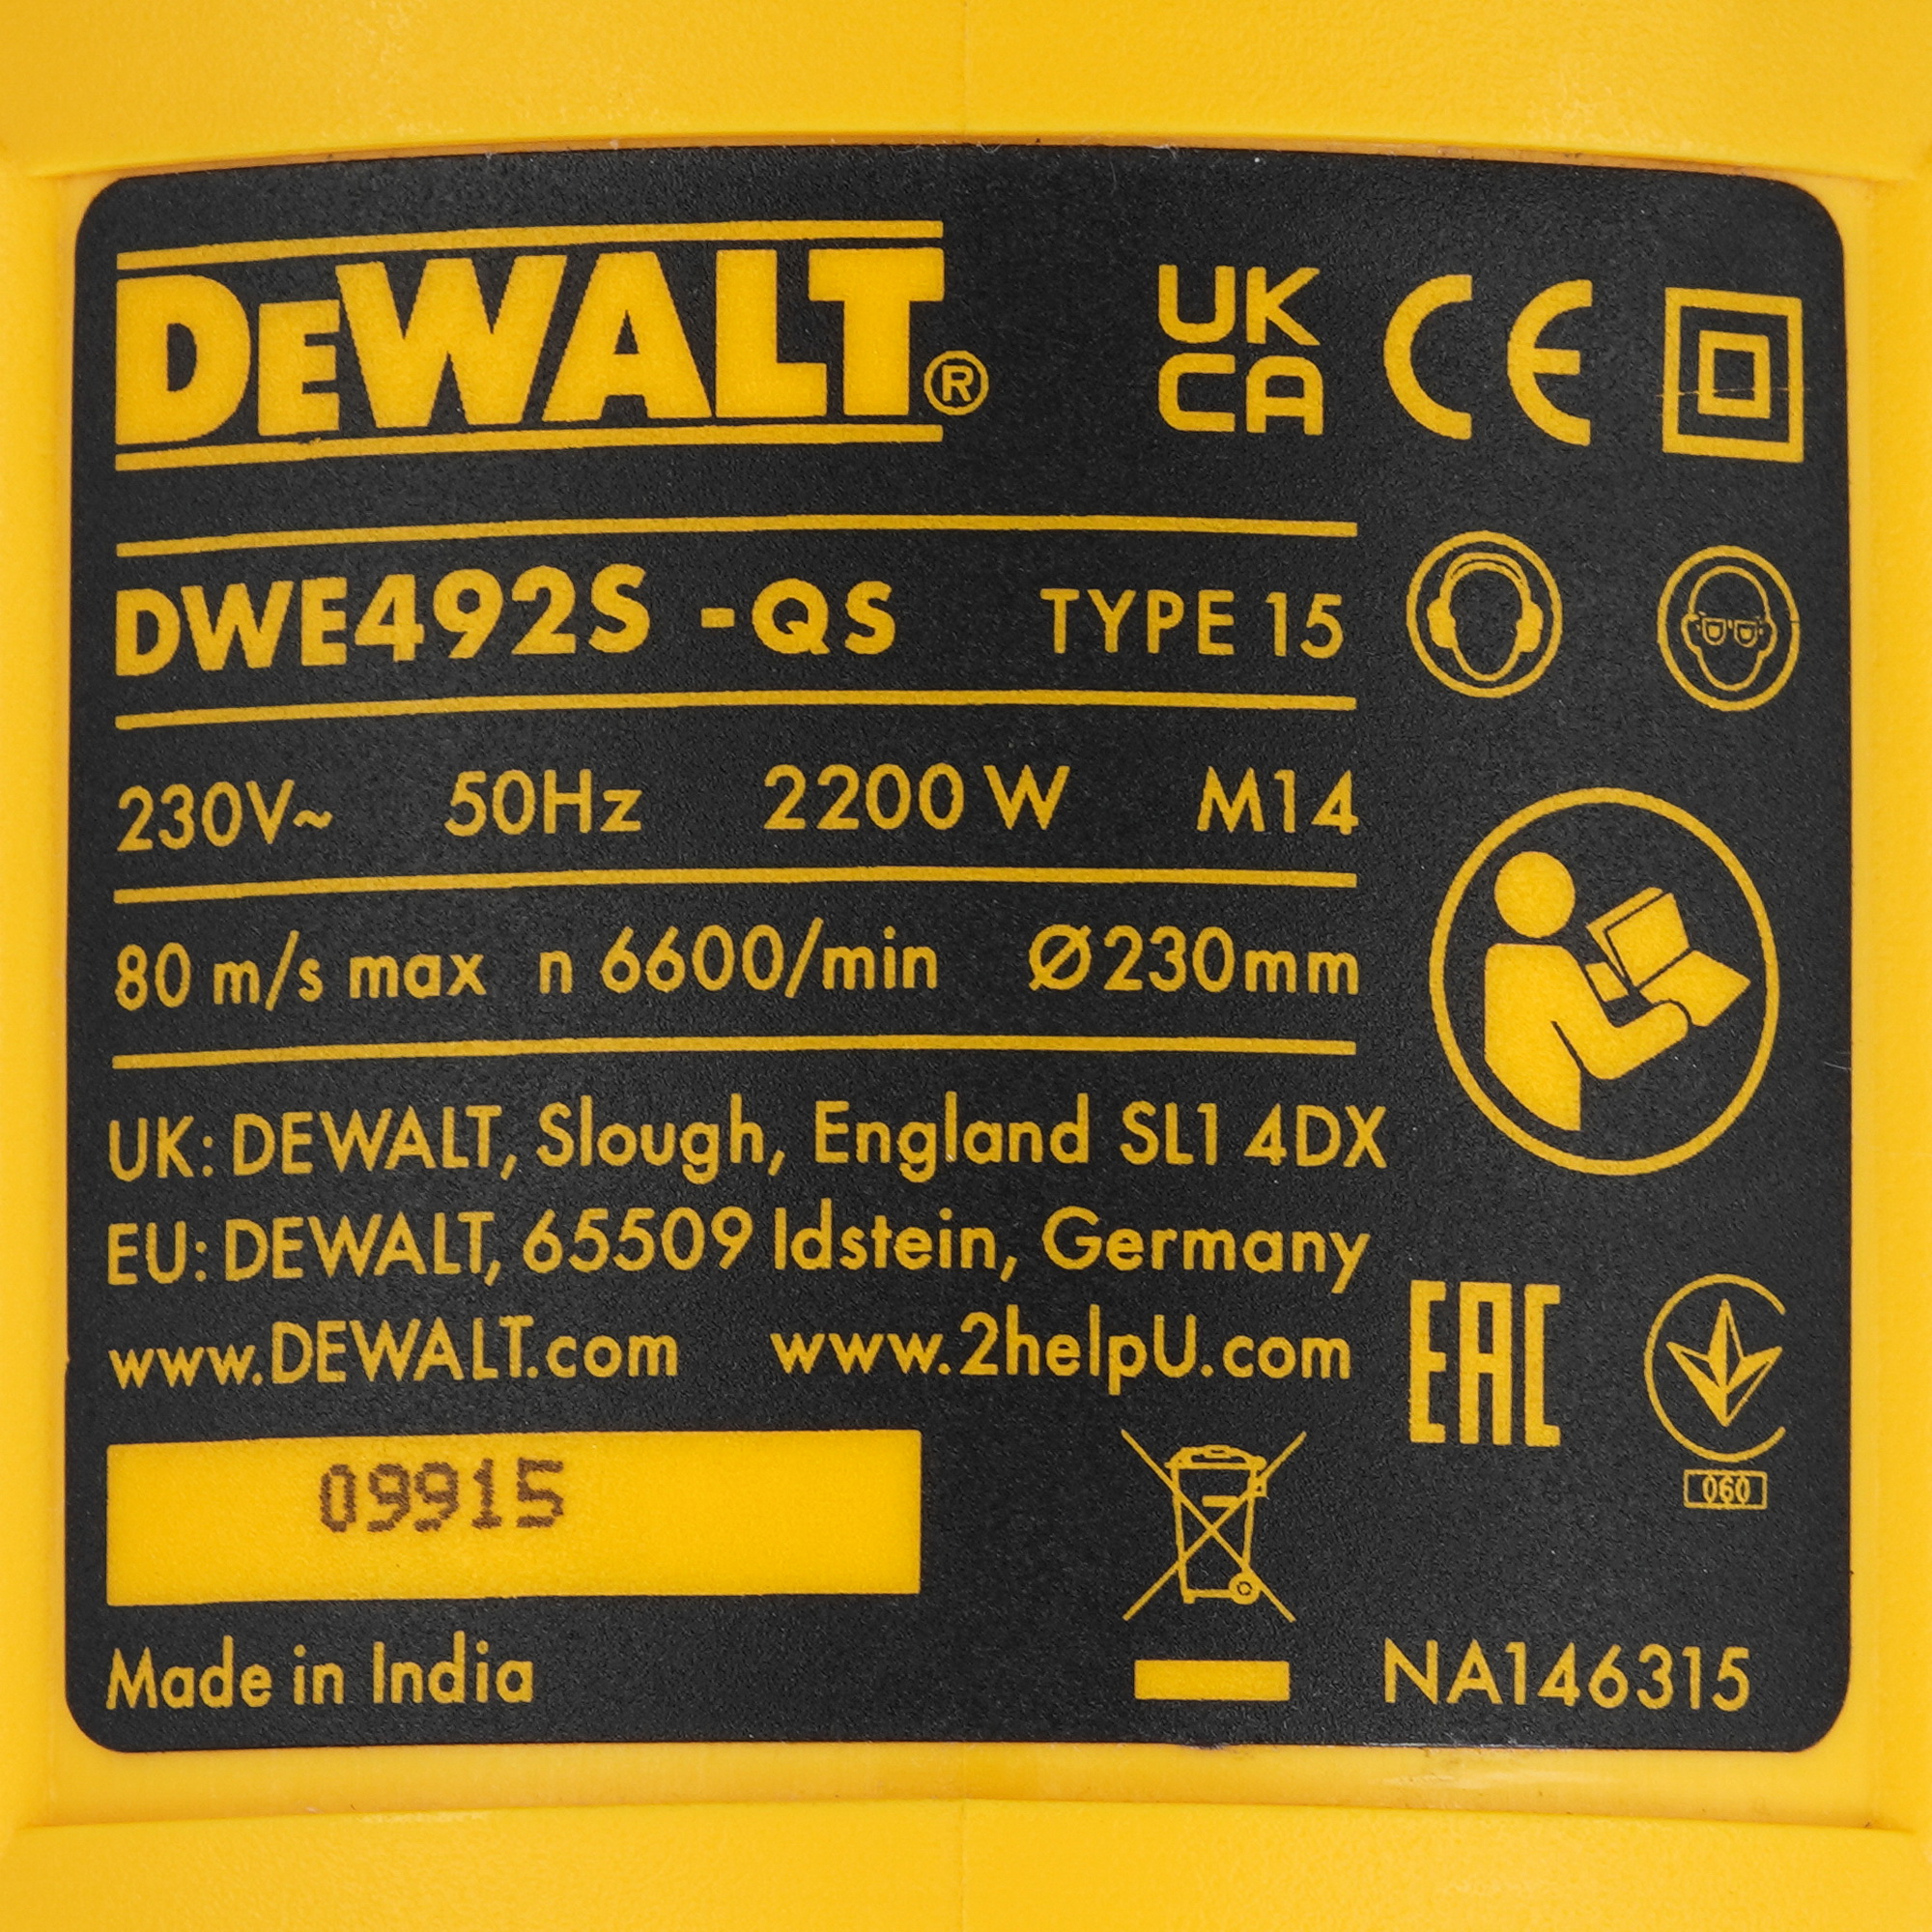 DEWALT®
UK
CA CE
DWE492S -QS TYPE 15
230V~ 50Hz 2200 W M14
80 m/s max n 6600/min Ø230mm
UK: DEWALT, Slough, England SL1 4DX
EU: DEWALT, 65509 Idstein, Germany
www.DEWALT.com www.2helpU.com
EAC
060
09915
Made in India
NA146315